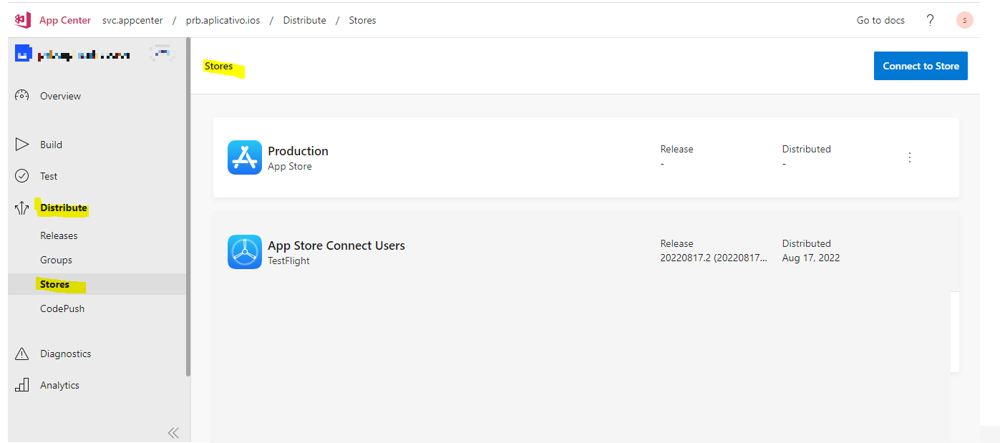 App Center svc.appcenter / prb.aplicativo.ios / Distribute / Stores Go to docs ? S
Stores
Connect to Store
Overview
Build
Test
Distribute
Releases
Groups
Stores
CodePush
Diagnostics
Analytics
Production
App Store
Release
-
Distributed
-
App Store Connect Users
TestFlight
Release
20220817.2 (20220817...
Distributed
Aug 17, 2022